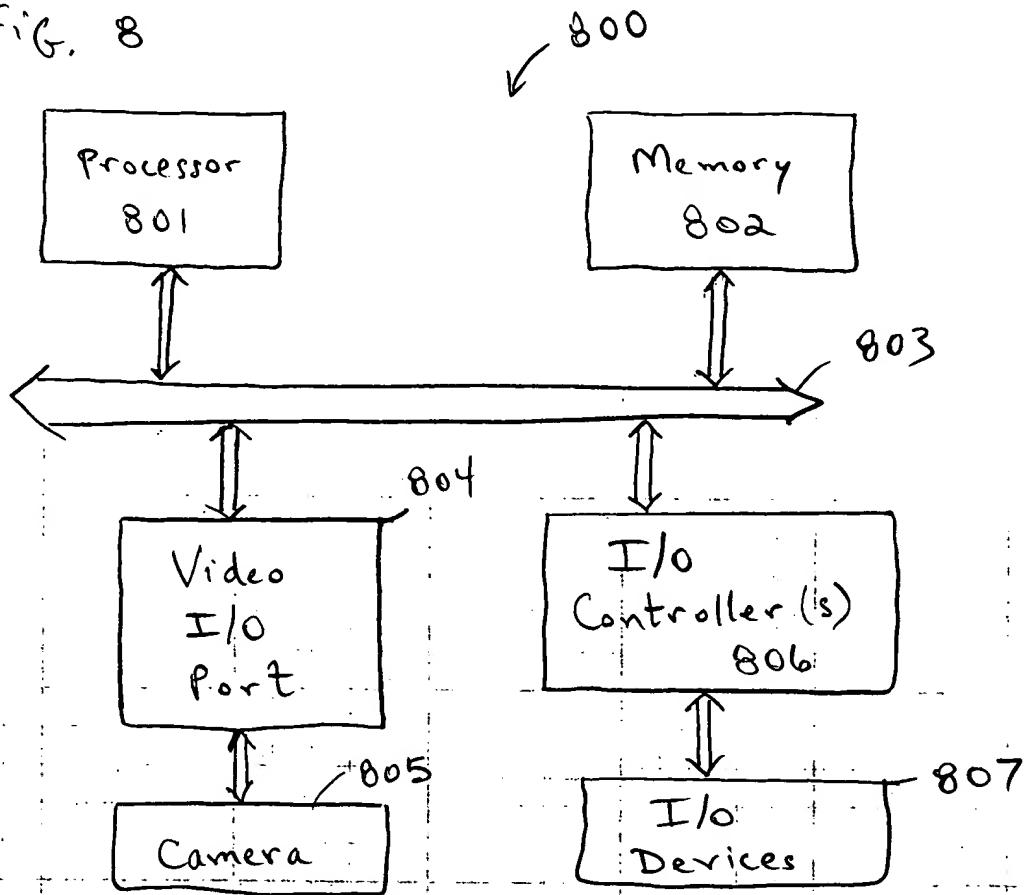 FiG. 8
800
Processor
801
Memory
802
803
804
Video
I/O
Port
I/O
Controller(s)
806
805
Camera
807
I/O
Devices